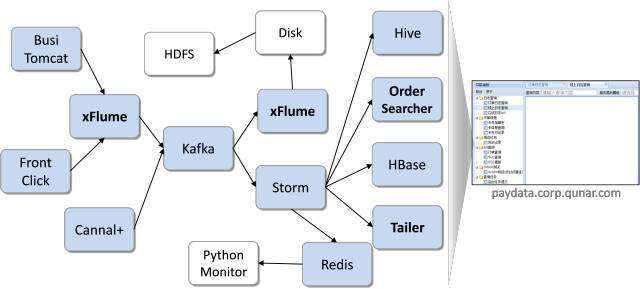 Busi
Tomcat
HDFS
Disk
Hive
xFlume
xFlume
Order
Searcher
Kafka
Front
Click
Storm
HBase
Cannal+
Tailer
Python
Monitor
Redis
paydata.corp.qunar.com